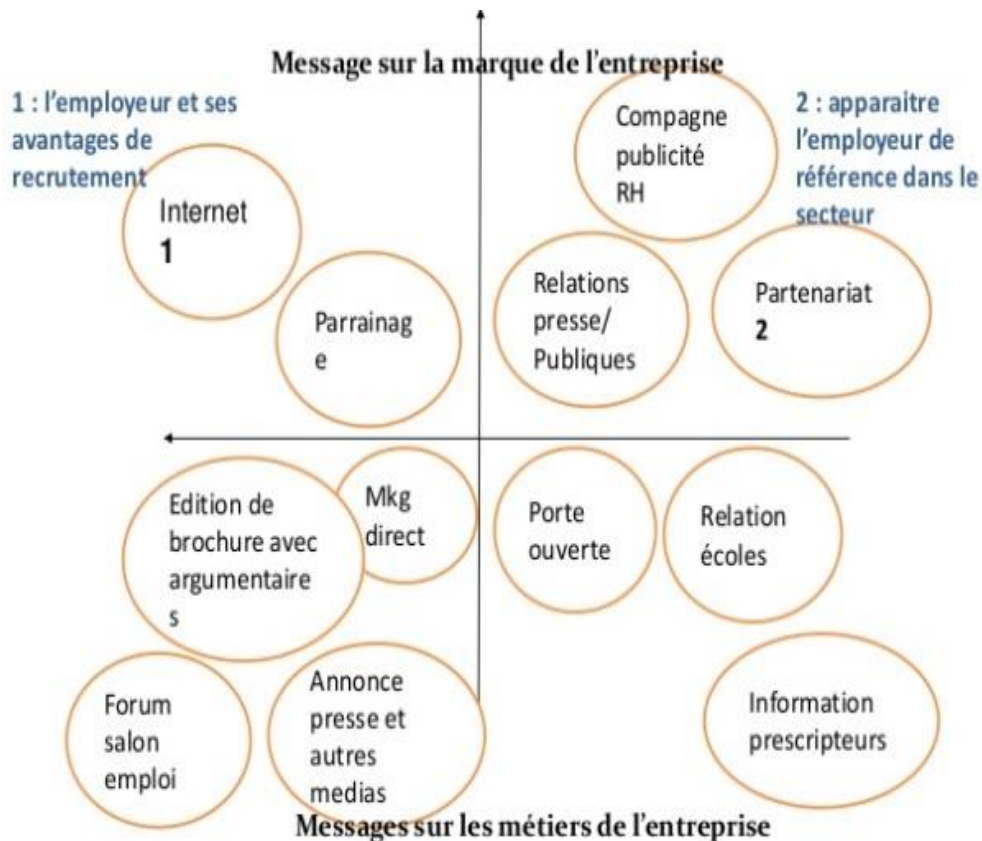 Message sur la marque de l'entreprise
1 : l'employeur et ses
avantages de
recrutement
2 : apparaitre
l'employeur de
référence dans le
secteur
Compagne
publicité
RH
Internet
1
Relations
presse/
Publiques
Partenariat
2
Parrainag
e
Edition de
brochure avec
argumentaire
s
Mkg
direct
Porte
ouverte
Relation
écoles
Forum
salon
emploi
Annonce
presse et
autres
medias
Information
prescripteurs
Messages sur les métiers de l'entreprise